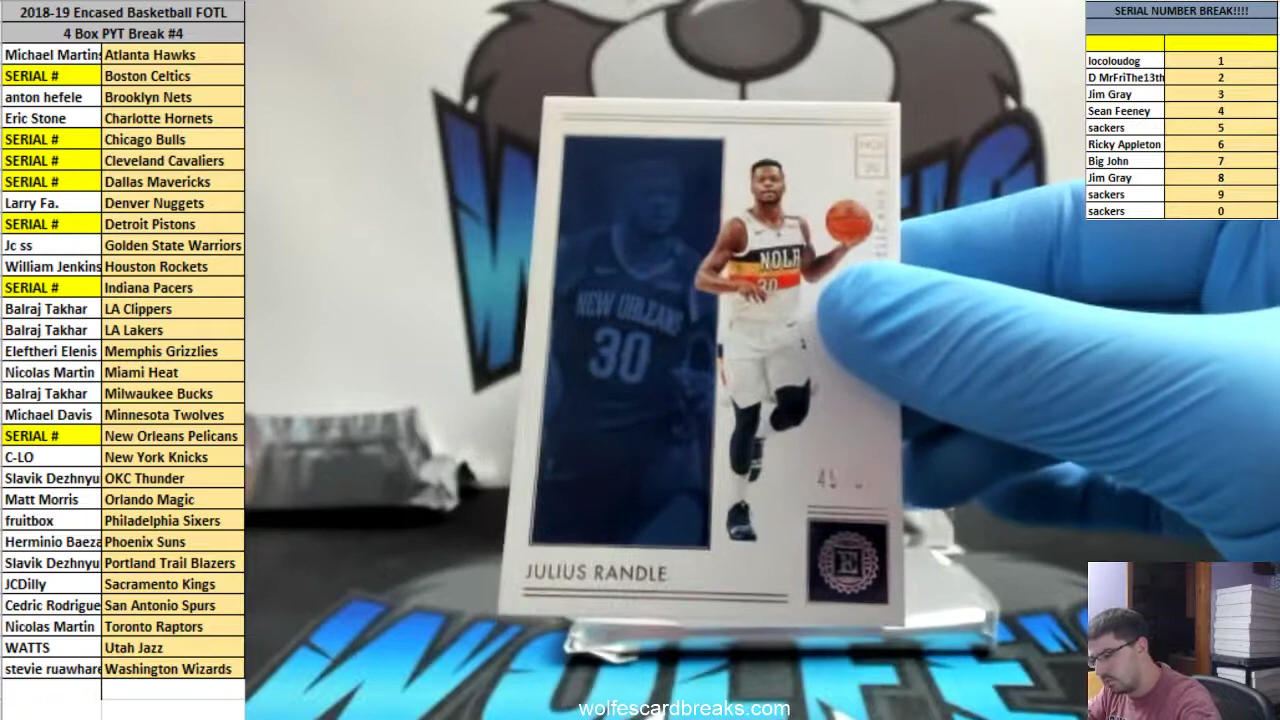 2018-19 Encased Basketball FOTL
4 Box PYT Break #4
Michael Martins Atlanta Hawks
SERIAL # Boston Celtics
anton hefele Brooklyn Nets
Eric Stone Charlotte Hornets
SERIAL # Chicago Bulls
SERIAL # Cleveland Cavaliers
SERIAL # Dallas Mavericks
Larry Fa. Denver Nuggets
SERIAL # Detroit Pistons
Jc ss Golden State Warriors
William Jenkins Houston Rockets
SERIAL # Indiana Pacers
Balraj Takhar LA Clippers
Balraj Takhar LA Lakers
Eleftheri Elenis Memphis Grizzlies
Nicolas Martin Miami Heat
Balraj Takhar Milwaukee Bucks
Michael Davis Minnesota Twolves
SERIAL # New Orleans Pelicans
C-LO New York Knicks
Slavik Dezhnyu OKC Thunder
Matt Morris Orlando Magic
fruitbox Philadelphia Sixers
Herminio Baeza Phoenix Suns
Slavik Dezhnyu Portland Trail Blazers
JCDilly Sacramento Kings
Cedric Rodrigue San Antonio Spurs
Nicolas Martin Toronto Raptors
WATTS Utah Jazz
stevie ruawhare Washington Wizards
NOLA
30
NEW ORLEANS
30
E
JULIUS RANDLE
WOLFE'S
wolfescardbreaks.com
SERIAL NUMBER BREAK!!!!
locoloudog 1
D MrFriThe13th 2
Jim Gray 3
Sean Feeney 4
sackers 5
Ricky Appleton 6
Big John 7
Jim Gray 8
sackers 9
sackers 0